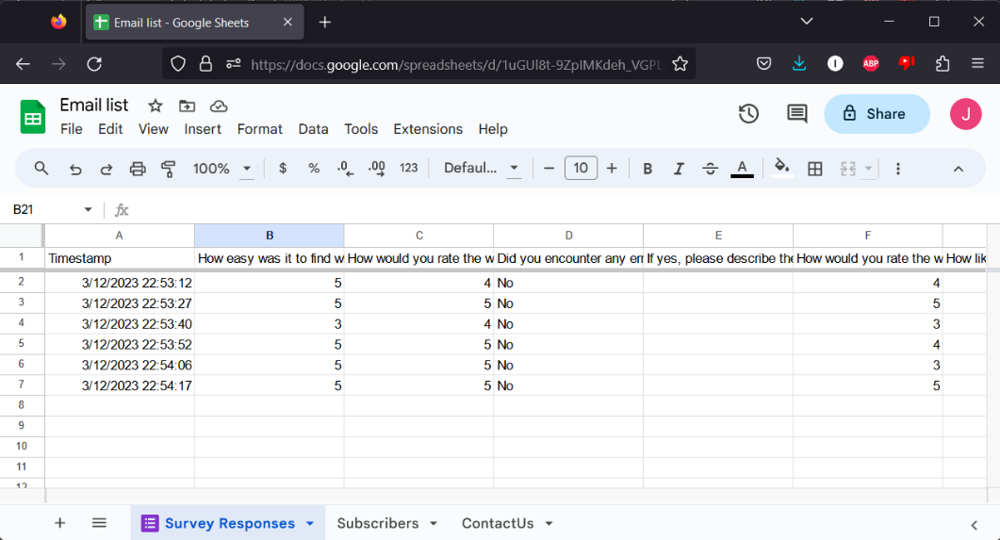 Email list - Google Sheets
https://docs.google.com/spreadsheets/d/1uGUl8t-9ZpIMKdeh_VGPL
ABP
Email list
File Edit View Insert Format Data Tools Extensions Help
Share
J
100% $ % .0 .00 123 Defaul... 10 B I S A
B21 fx
A B C D E F
1 Timestamp How easy was it to find w How would you rate the w Did you encounter any err If yes, please describe the How would you rate the w How lik
2 3/12/2023 22:53:12 5 4 No 4
3 3/12/2023 22:53:27 5 5 No 5
4 3/12/2023 22:53:40 3 4 No 3
5 3/12/2023 22:53:52 5 5 No 4
6 3/12/2023 22:54:06 5 5 No 3
7 3/12/2023 22:54:17 5 5 No 5
8
9
10
11
12
Survey Responses Subscribers ContactUs